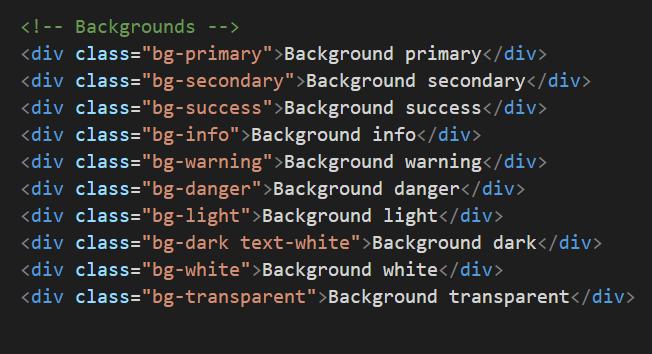 <!-- Backgrounds -->
<div class="bg-primary">Background primary</div>
<div class="bg-secondary">Background secondary</div>
<div class="bg-success">Background success</div>
<div class="bg-info">Background info</div>
<div class="bg-warning">Background warning</div>
<div class="bg-danger">Background danger</div>
<div class="bg-light">Background light</div>
<div class="bg-dark text-white">Background dark</div>
<div class="bg-white">Background white</div>
<div class="bg-transparent">Background transparent</div>